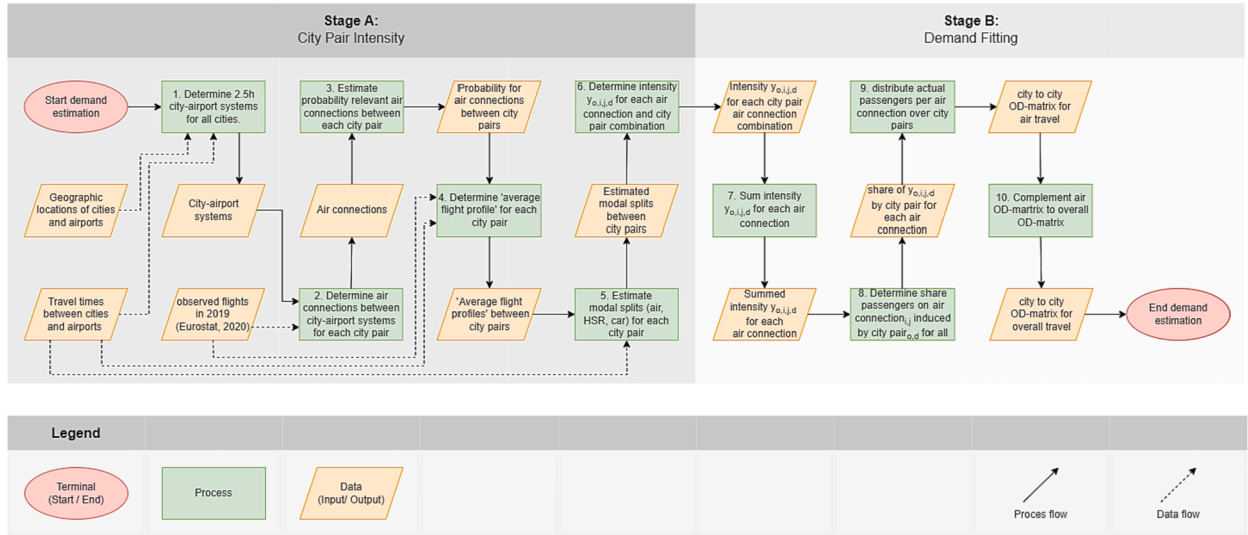 Stage A:
City Pair Intensity
Stage B:
Demand Fitting
Start demand
estimation
1. Determine 2.5h
city-airport systems
for all cities.
3. Estimate
probability relevant air
connections between
each city pair
Probability for
air connections
between city
pairs
6. Determine intensity
yo,i,j,d for each air
connection and city
pair combination
Intensity yo,i,j,d
for each city pair
air connection
combination
9. distribute actual
passengers per air
connection over city
pairs
city to city
OD-matrix for
air travel
Geographic
locations of cities
and airports
City-airport
systems
Air connections
4. Determine 'average
flight profile' for each
city pair
Estimated
modal splits
between
city pairs
7. Sum intensity
yo,i,j,d for each air
connection
share of yo,i,j,d
by city pair for
each air
connection
10. Complement air
OD-martrix to overall
OD-matrix
Travel times
between cities
and airports
observed flights
in 2019
(Eurostat, 2020)
2. Determine air
connections between
city-airport systems
for each city pair
'Average flight
profiles' between
city pairs
5. Estimate
modal splits (air,
HSR, car) for each
city pair
Summed
intensity yo,i,j,d
for each
air connection
8. Determine share
passengers on air
connectioni,j induced
by city pairo,d for all
city to city
OD-matrix for
overall travel
End demand
estimation
Legend
Terminal
(Start / End)
Process
Data
(Input/ Output)
Proces flow
Data flow